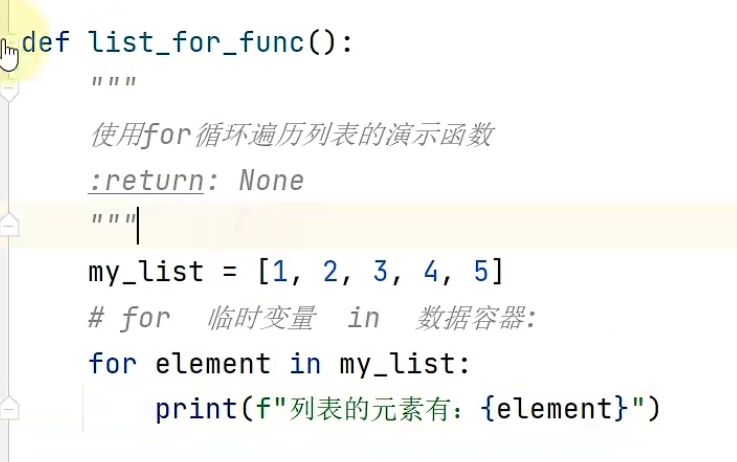 def list_for_func():
    """
    使用for循环遍历列表的演示函数
    :return: None
    """
    my_list = [1, 2, 3, 4, 5]
    # for  临时变量  in  数据容器:
    for element in my_list:
        print(f"列表的元素有：{element}")